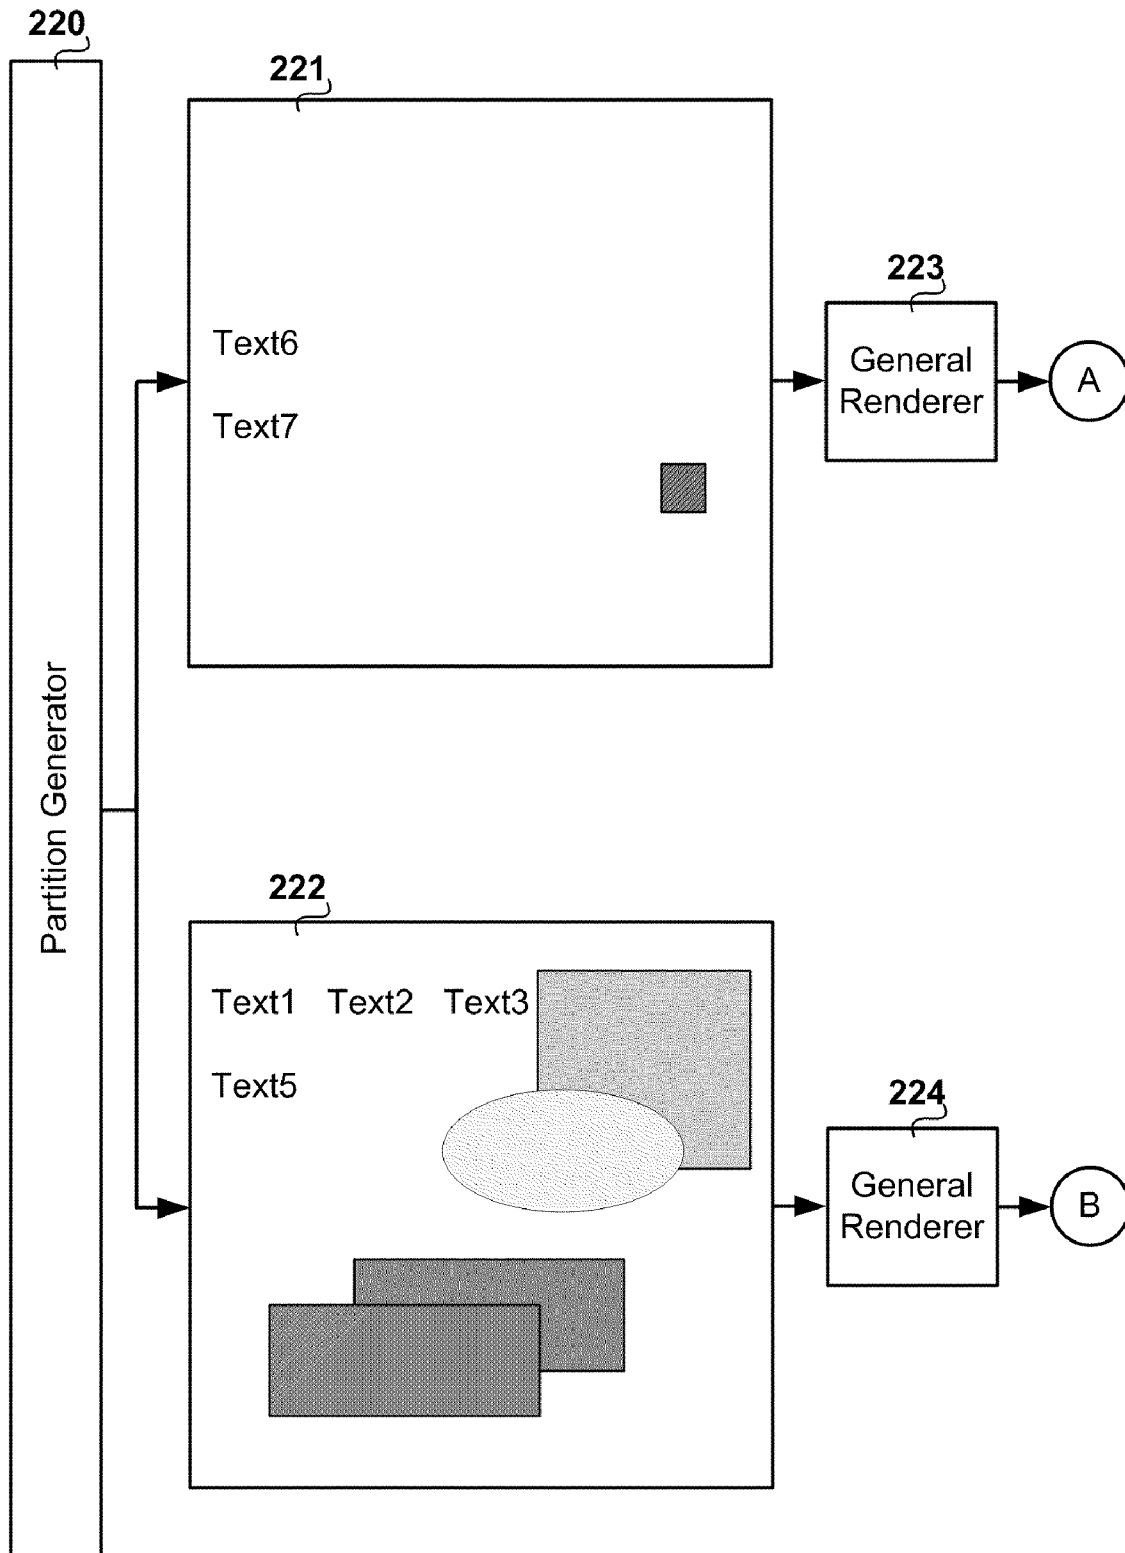 220
221
223
Text6
General
Renderer
A
Text7
Partition Generator
222
Text1 Text2 Text3
Text5
224
General
Renderer
B